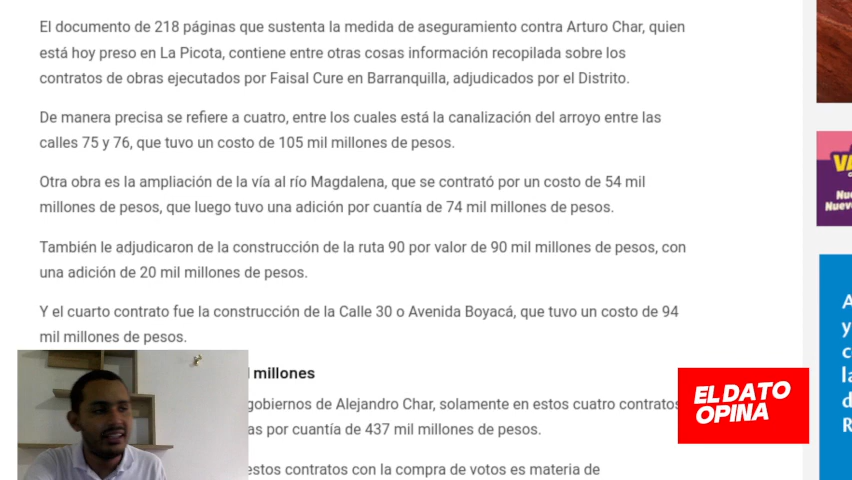 El documento de 218 páginas que sustenta la medida de aseguramiento contra Arturo Char, quien
está hoy preso en La Picota, contiene entre otras cosas información recopilada sobre los
contratos de obras ejecutados por Faisal Cure en Barranquilla, adjudicados por el Distrito.
De manera precisa se refiere a cuatro, entre los cuales está la canalización del arroyo entre las
calles 75 y 76, que tuvo un costo de 105 mil millones de pesos.
Otra obra es la ampliación de la vía al río Magdalena, que se contrató por un costo de 54 mil
millones de pesos, que luego tuvo una adición por cuantía de 74 mil millones de pesos.
También le adjudicaron de la construcción de la ruta 90 por valor de 90 mil millones de pesos, con
una adición de 20 mil millones de pesos.
Y el cuarto contrato fue la construcción de la Calle 30 o Avenida Boyacá, que tuvo un costo de 94
mil millones de pesos.
millones
gobiernos de Alejandro Char, solamente en estos cuatro contratos
as por cuantía de 437 mil millones de pesos.
estos contratos con la compra de votos es materia de
EL DATO
OPINA